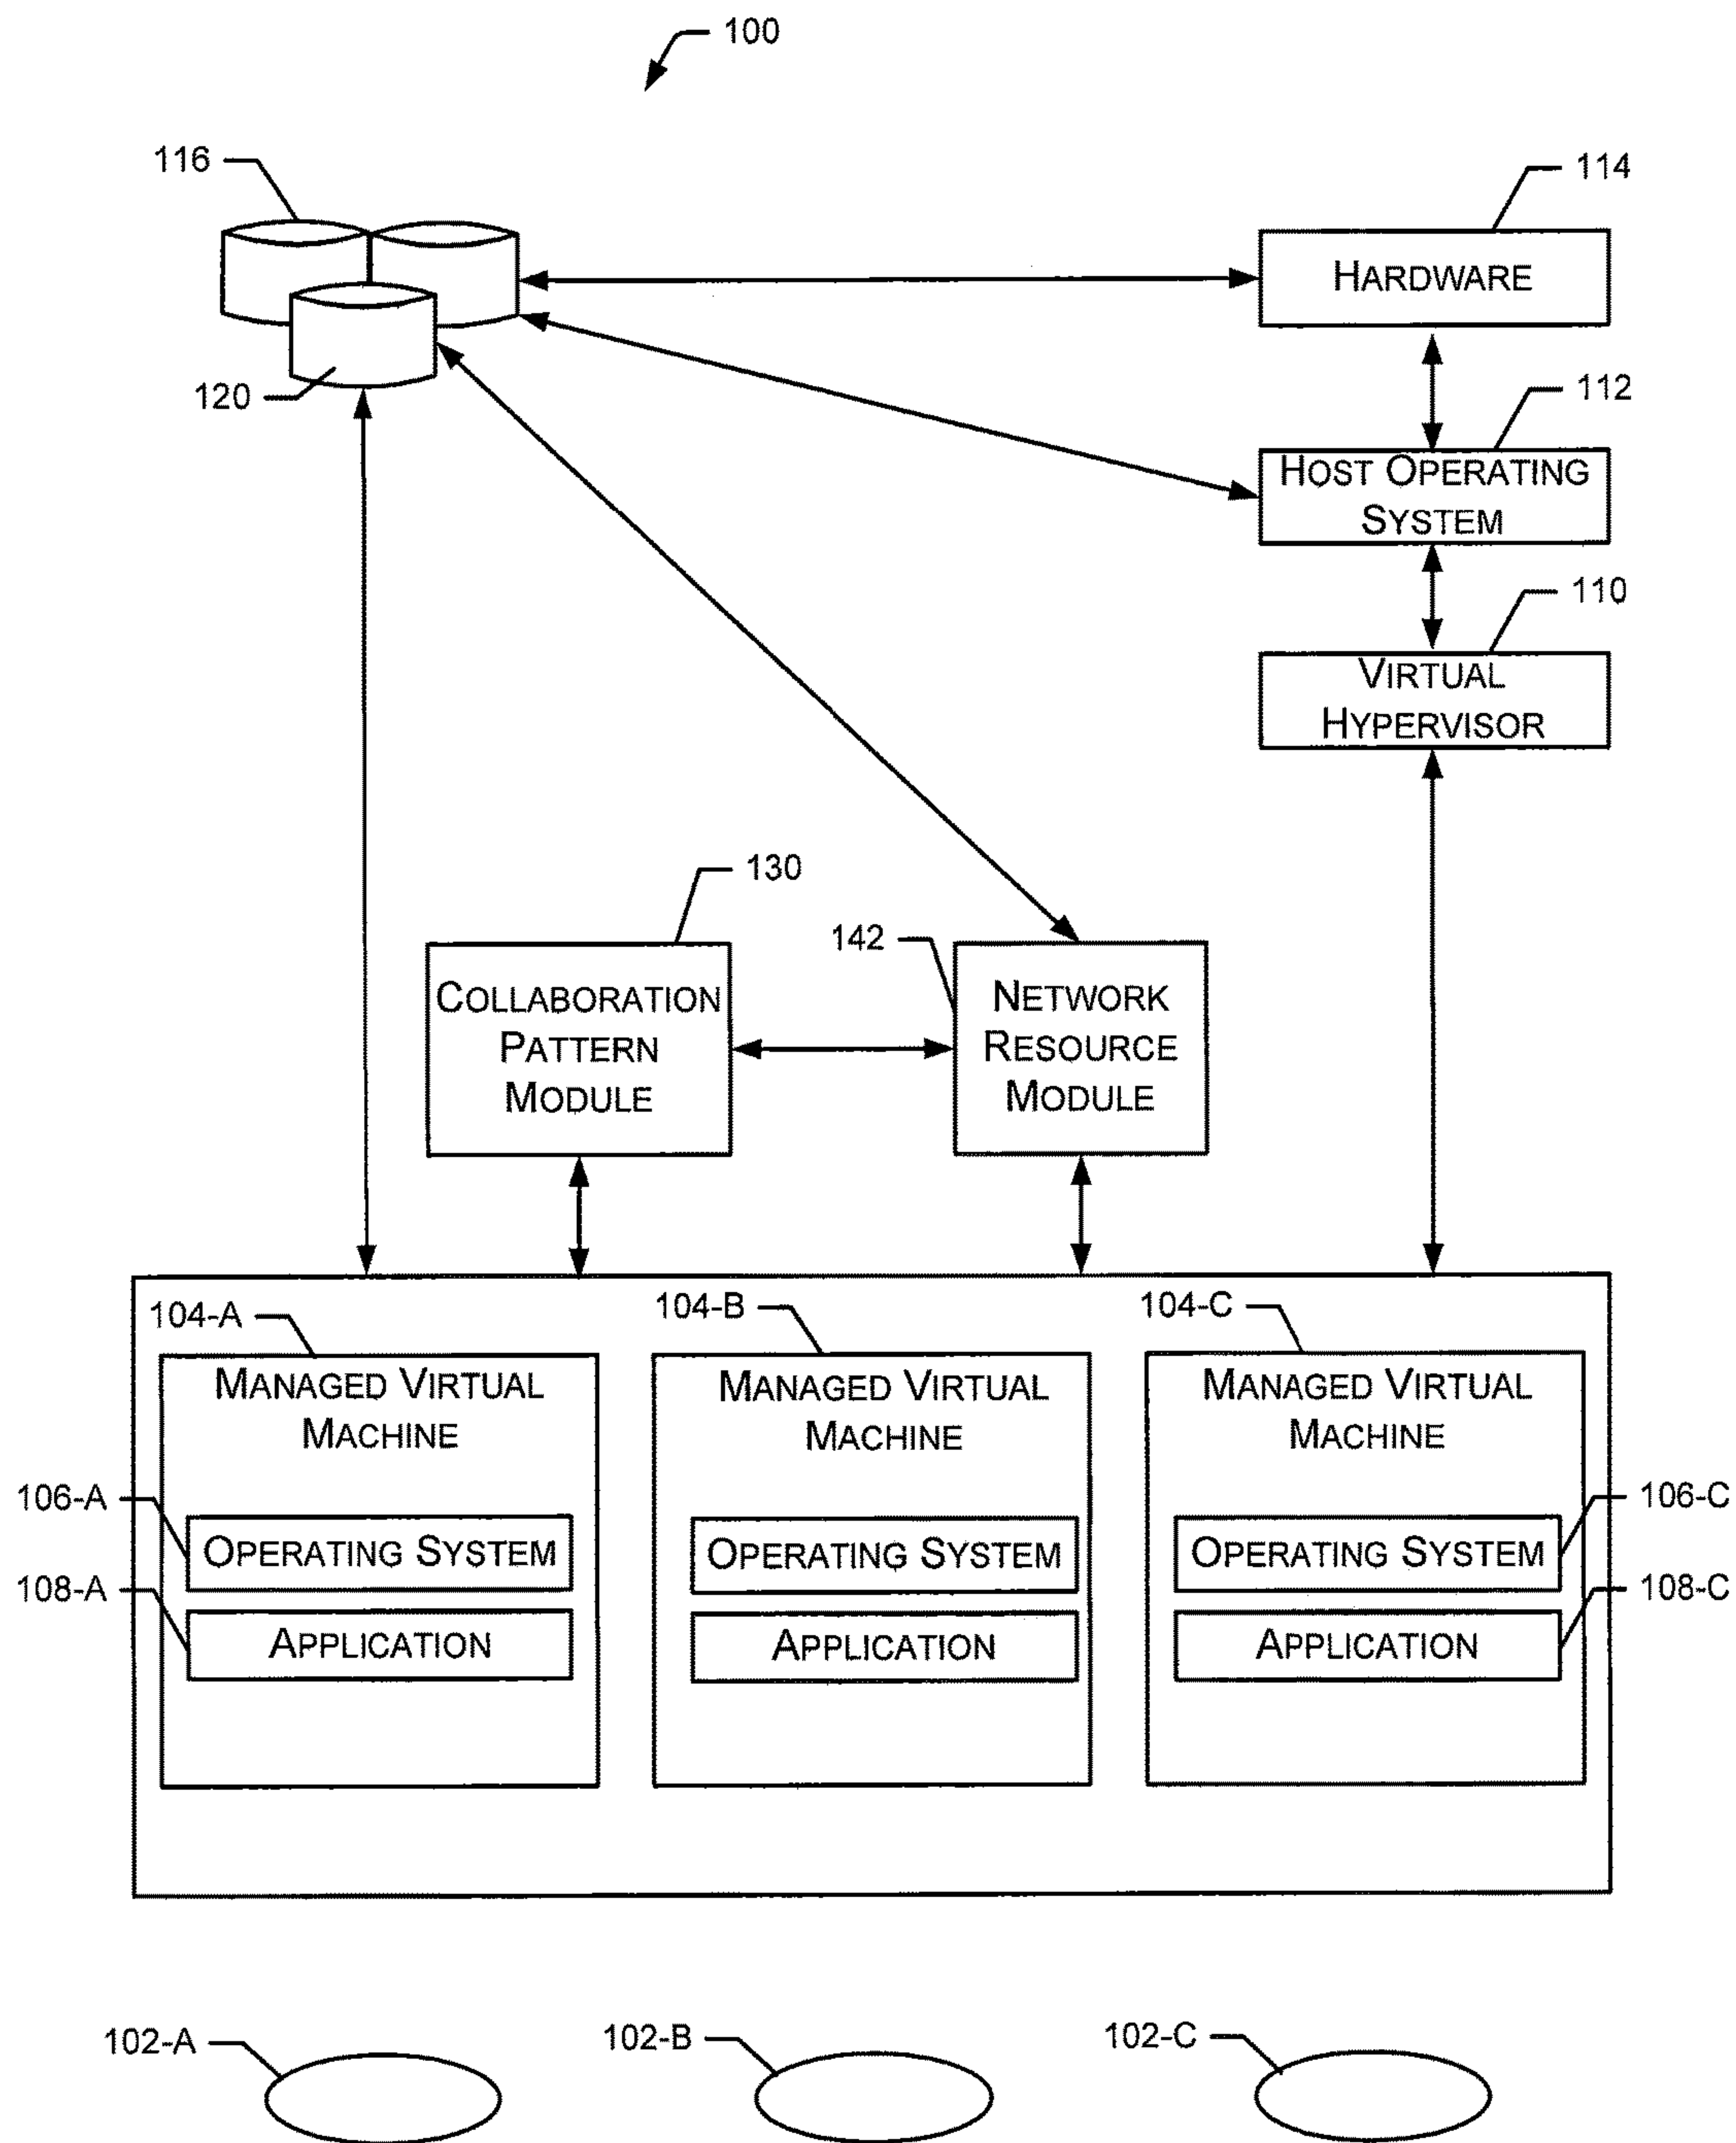 100
116
114
HARDWARE
120
112
HOST OPERATING
SYSTEM
110
VIRTUAL
HYPERVISOR
130
142
COLLABORATION
PATTERN
MODULE
NETWORK
RESOURCE
MODULE
104-A
104-B
104-C
MANAGED VIRTUAL
MACHINE
MANAGED VIRTUAL
MACHINE
MANAGED VIRTUAL
MACHINE
106-A
OPERATING SYSTEM
OPERATING SYSTEM
OPERATING SYSTEM
106-C
108-A
APPLICATION
APPLICATION
APPLICATION
108-C
102-A
102-B
102-C